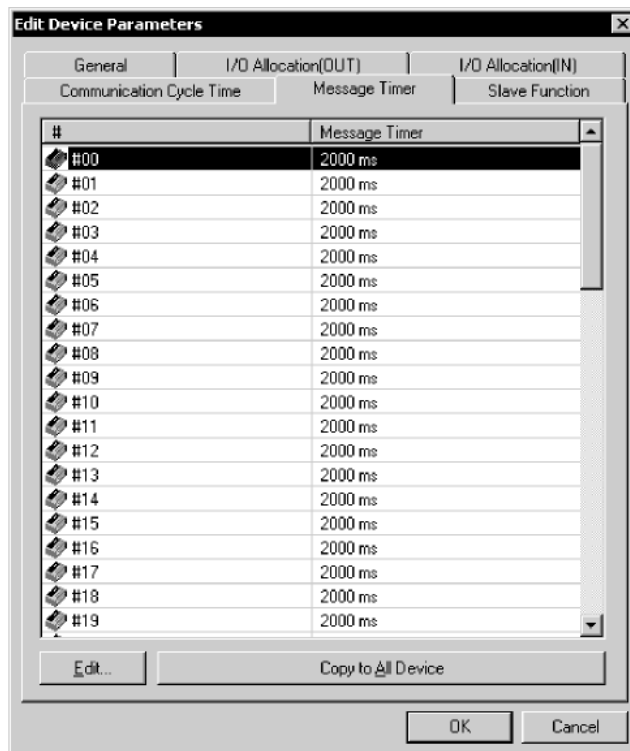 Edit Device Parameters
General I/O Allocation(OUT) I/O Allocation(IN)
Communication Cycle Time Message Timer Slave Function
# Message Timer
#00 2000 ms
#01 2000 ms
#02 2000 ms
#03 2000 ms
#04 2000 ms
#05 2000 ms
#06 2000 ms
#07 2000 ms
#08 2000 ms
#09 2000 ms
#10 2000 ms
#11 2000 ms
#12 2000 ms
#13 2000 ms
#14 2000 ms
#15 2000 ms
#16 2000 ms
#17 2000 ms
#18 2000 ms
#19 2000 ms
Edit... Copy to All Device
OK Cancel